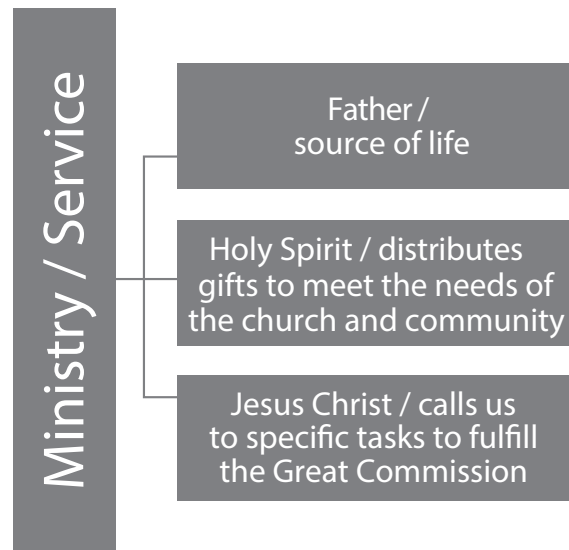 Ministry / Service
Father /
source of life
Holy Spirit / distributes
gifts to meet the needs of
the church and community
Jesus Christ / calls us
to specific tasks to fulfill
the Great Commission